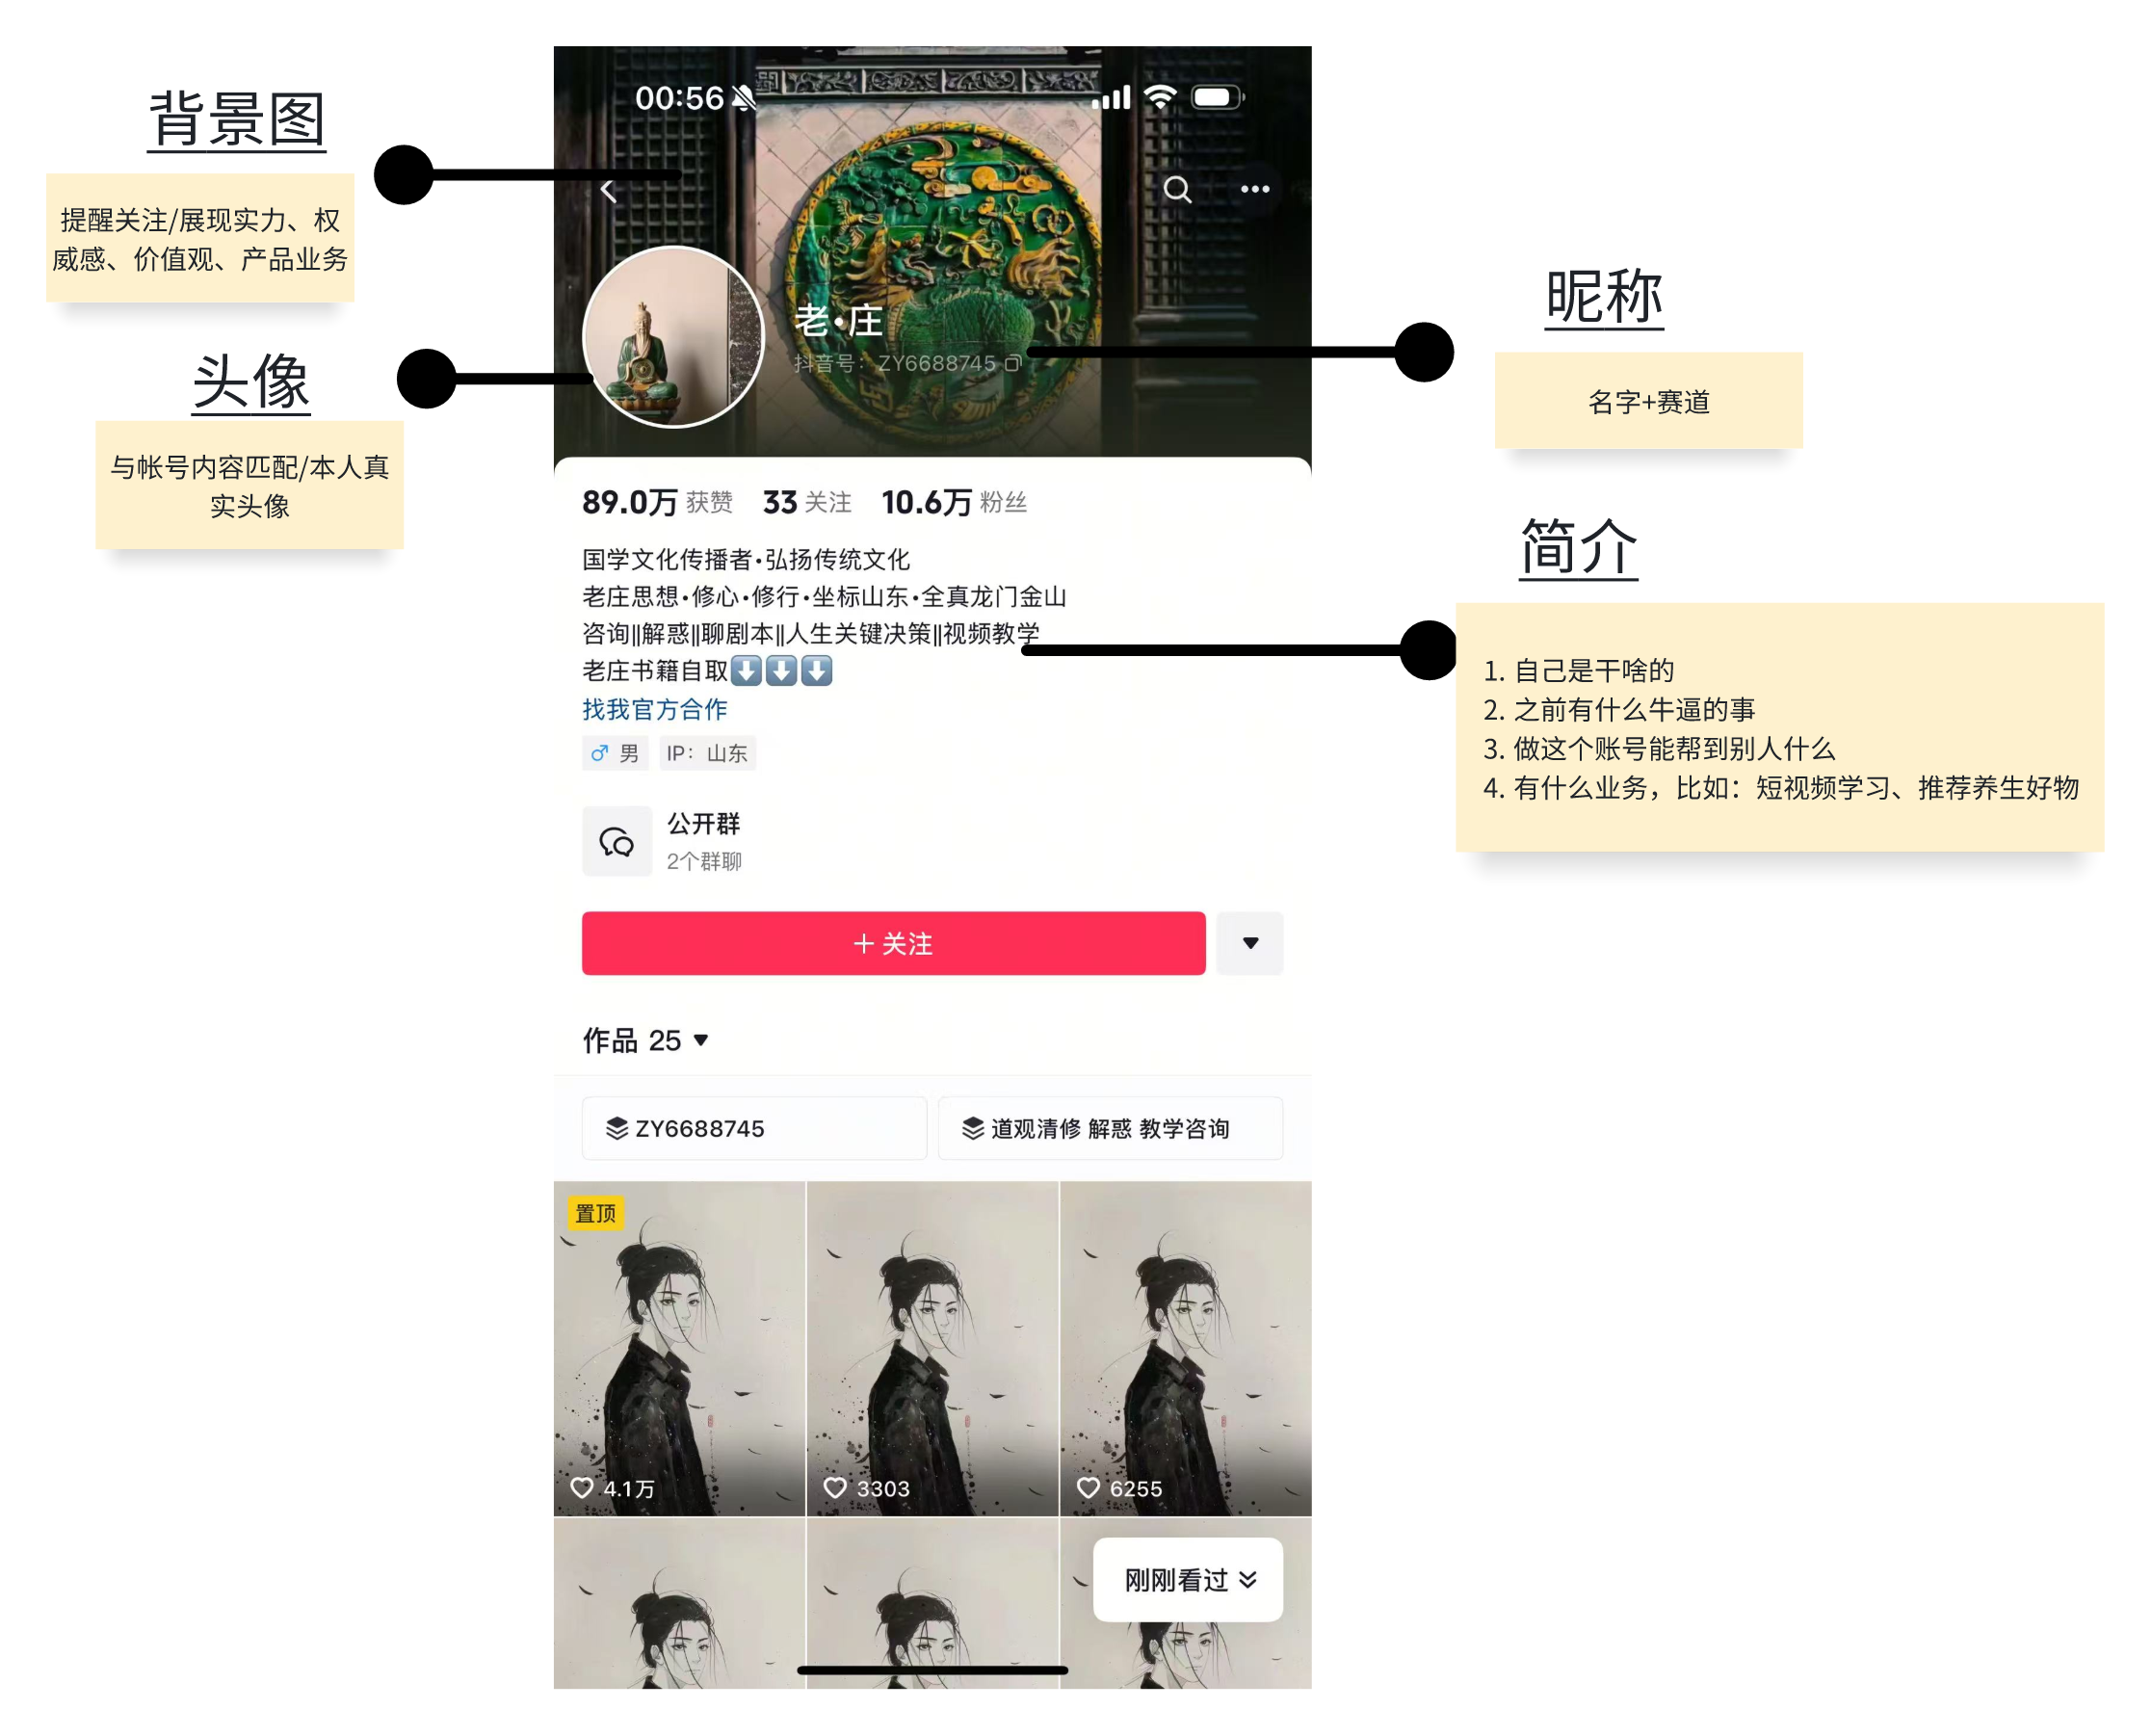 背景图
提醒关注/展现实力、权
威感、价值观、产品业务
头像
与帐号内容匹配/本人真
实头像
00:56
老•庄
抖音号：ZY6688745
89.0万 获赞 33 关注 10.6万 粉丝
国学文化传播者•弘扬传统文化
老庄思想•修心•修行•坐标山东•全真龙门金山
咨询||解惑||聊剧本||人生关键决策||视频教学
老庄书籍自取⬇️⬇️⬇️
找我官方合作
♂ 男 IP：山东
公开群
2个群聊
＋关注
作品 25
ZY6688745 道观清修 解惑 教学咨询
置顶
4.1万 3303 6255
刚刚看过
昵称
名字+赛道
简介
1. 自己是干啥的
2. 之前有什么牛逼的事
3. 做这个账号能帮到别人什么
4. 有什么业务，比如：短视频学习、推荐养生好物